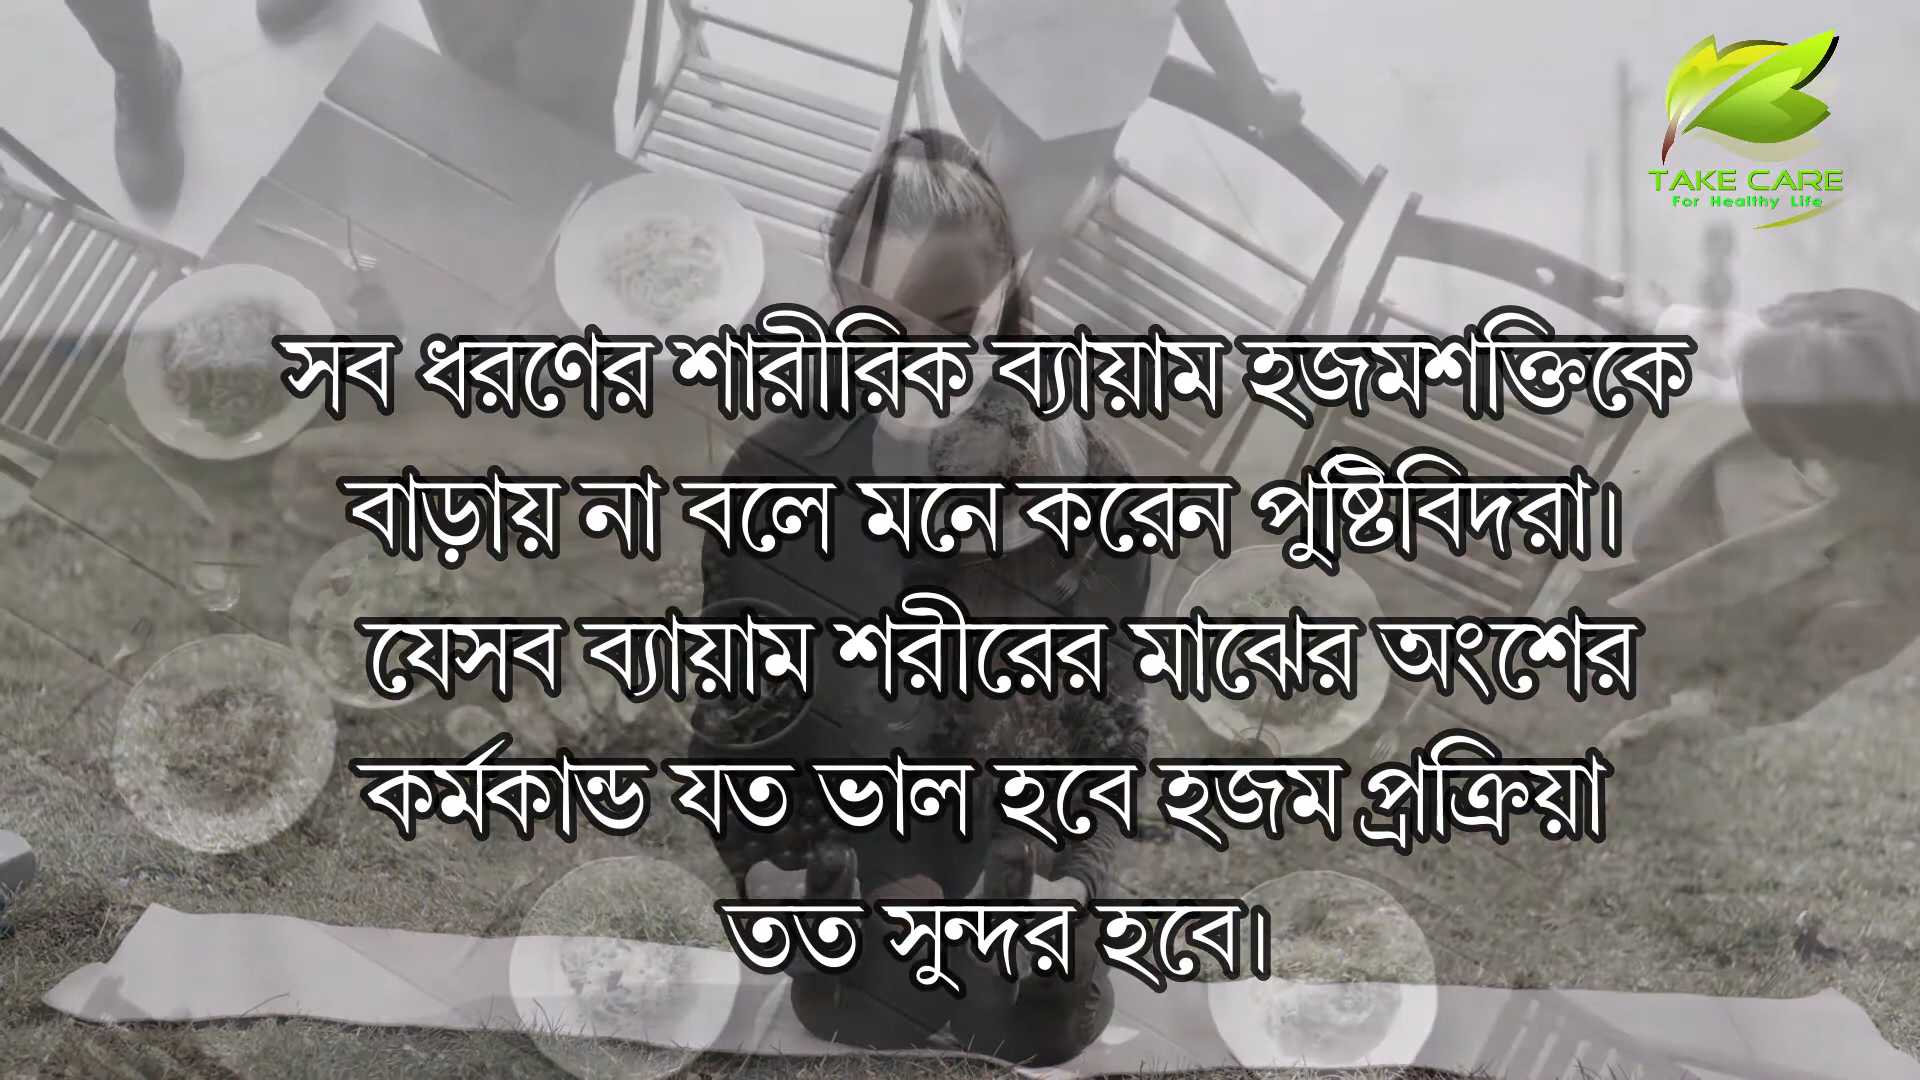 TAKE CARE
For Healthy Life
সব ধরণের শারীরিক ব্যায়াম হজমশক্তিকে
বাড়ায় না বলে মনে করেন পুষ্টিবিদরা।
যেসব ব্যায়াম শরীরের মাঝের অংশের
কর্মকান্ড যত ভাল হবে হজম প্রক্রিয়া
তত সুন্দর হবে।